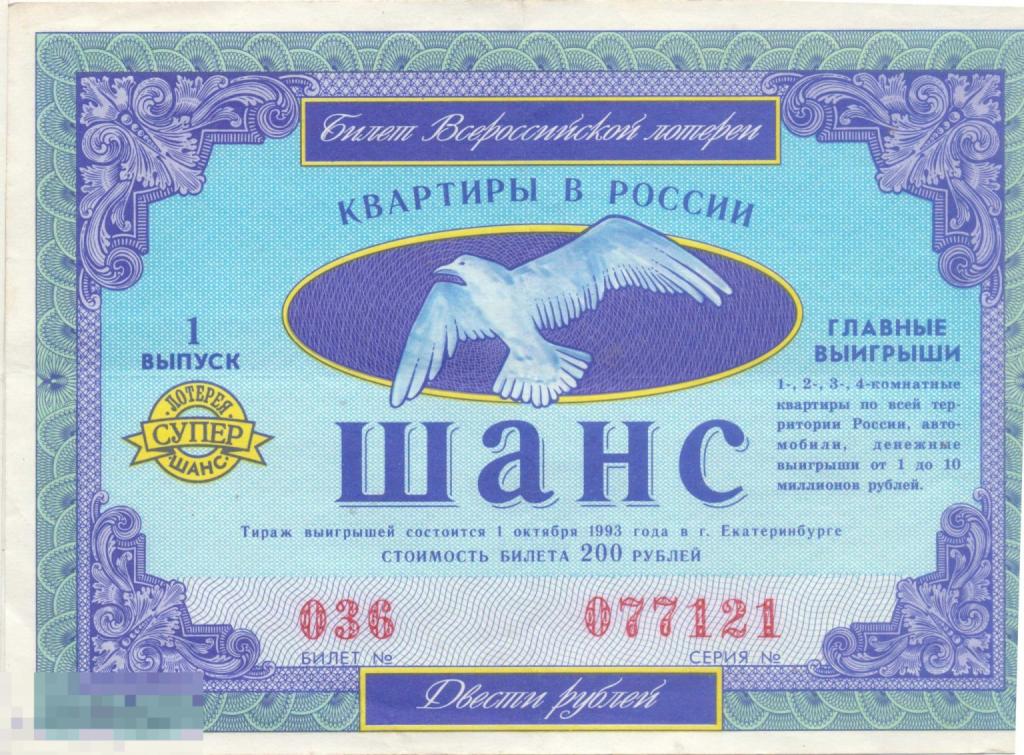 Билет Всероссийской лотереи
КВАРТИРЫ В РОССИИ
1
ВЫПУСК
ЛОТЕРЕЯ
СУПЕР
ШАНС
ГЛАВНЫЕ
ВЫИГРЫШИ
1-, 2-, 3-, 4-комнатные
квартиры по всей тер-
ритории России, авто-
мобили, денежные
выигрыши от 1 до 10
миллионов рублей.
ШАНС
Тираж выигрышей состоится 1 октября 1993 года в г. Екатеринбурге
СТОИМОСТЬ БИЛЕТА 200 РУБЛЕЙ
036 077121
БИЛЕТ № СЕРИЯ №
Двести рублей